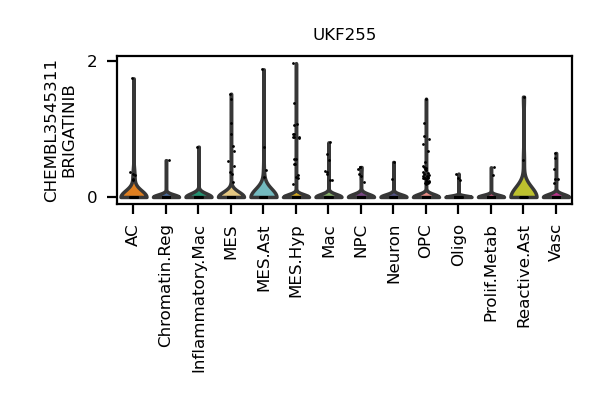 UKF255
CHEMBL3545311
BRIGATINIB
2
0
AC
Chromatin.Reg
Inflammatory.Mac
MES
MES.Ast
MES.Hyp
Mac
NPC
Neuron
OPC
Oligo
Prolif.Metab
Reactive.Ast
Vasc